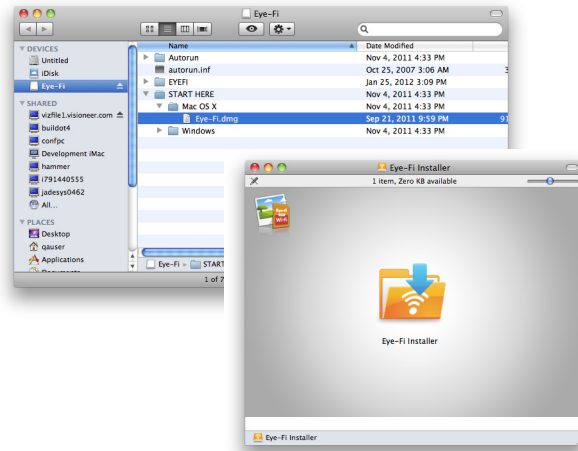 Eye-Fi
Name Date Modified
DEVICES
Untitled
iDisk
Eye-Fi
SHARED
vizfile1.visioneer.com
buildot4
confpc
Development iMac
hammer
i791440555
jadesys0462
All...
PLACES
Desktop
qauser
Applications
Autorun Nov 4, 2011 4:33 PM
autorun.inf Oct 25, 2007 3:06 AM 3
EYEFI Jan 25, 2012 3:09 PM
START HERE Nov 4, 2011 4:33 PM
Mac OS X Nov 4, 2011 4:33 PM
Eye-Fi.dmg Sep 21, 2011 9:59 PM 91
Windows Nov 4, 2011 4:33 PM
Eye-Fi START
1 of 7
Eye-Fi Installer
1 item, Zero KB available
Eye-Fi Installer
Eye-Fi Installer